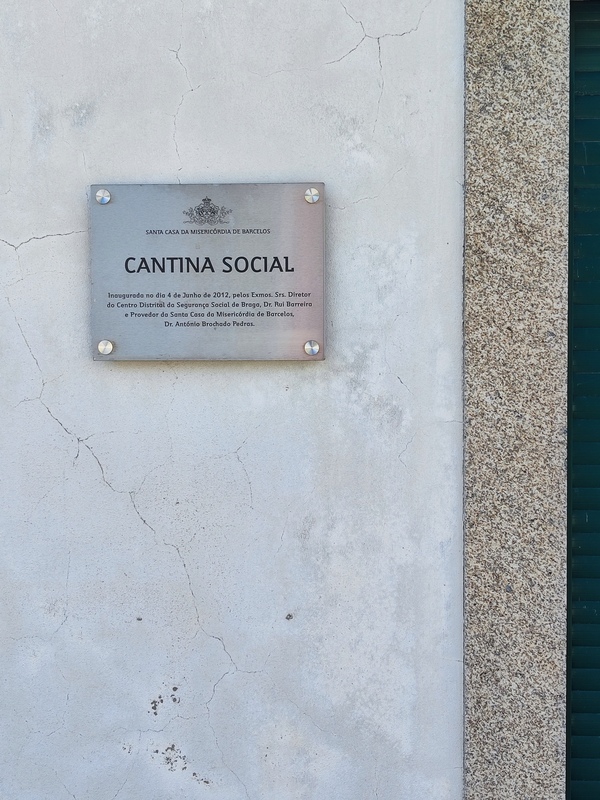 SANTA CASA DA MISERICÓRDIA DE BARCELOS
CANTINA SOCIAL
Inaugurada no dia 4 de Junho de 2012, pelos Exmos. Srs. Diretor
do Centro Distrital da Segurança Social de Braga, Dr. Rui Barreira
e Provedor da Santa Casa da Misericórdia de Barcelos,
Dr. António Brochado Pedras.